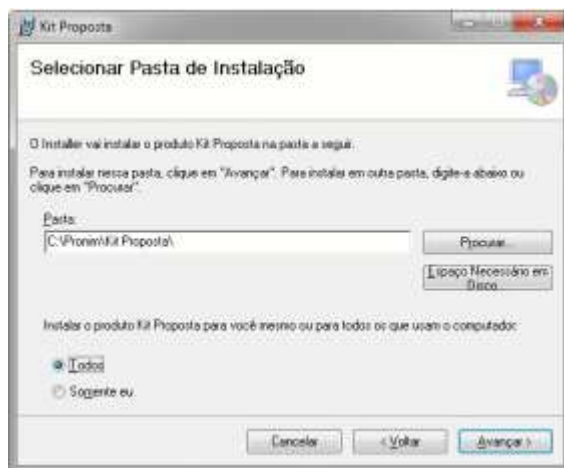 Kit Proposta
Selecionar Pasta de Instalação
O Installer vai instalar o produto Kit Proposta na pasta a seguir.
Para instalar nessa pasta, clique em "Avançar". Para instalar em outra pasta, digite-a abaixo ou
clique em "Procurar".
Pasta:
C:\Pronim\Kit Proposta\
Procurar...
Espaço Necessário em
Disco...
Instalar o produto Kit Proposta para você mesmo ou para todos os que usam o computador:
Todos
Somente eu
Cancelar
< Voltar
Avançar >